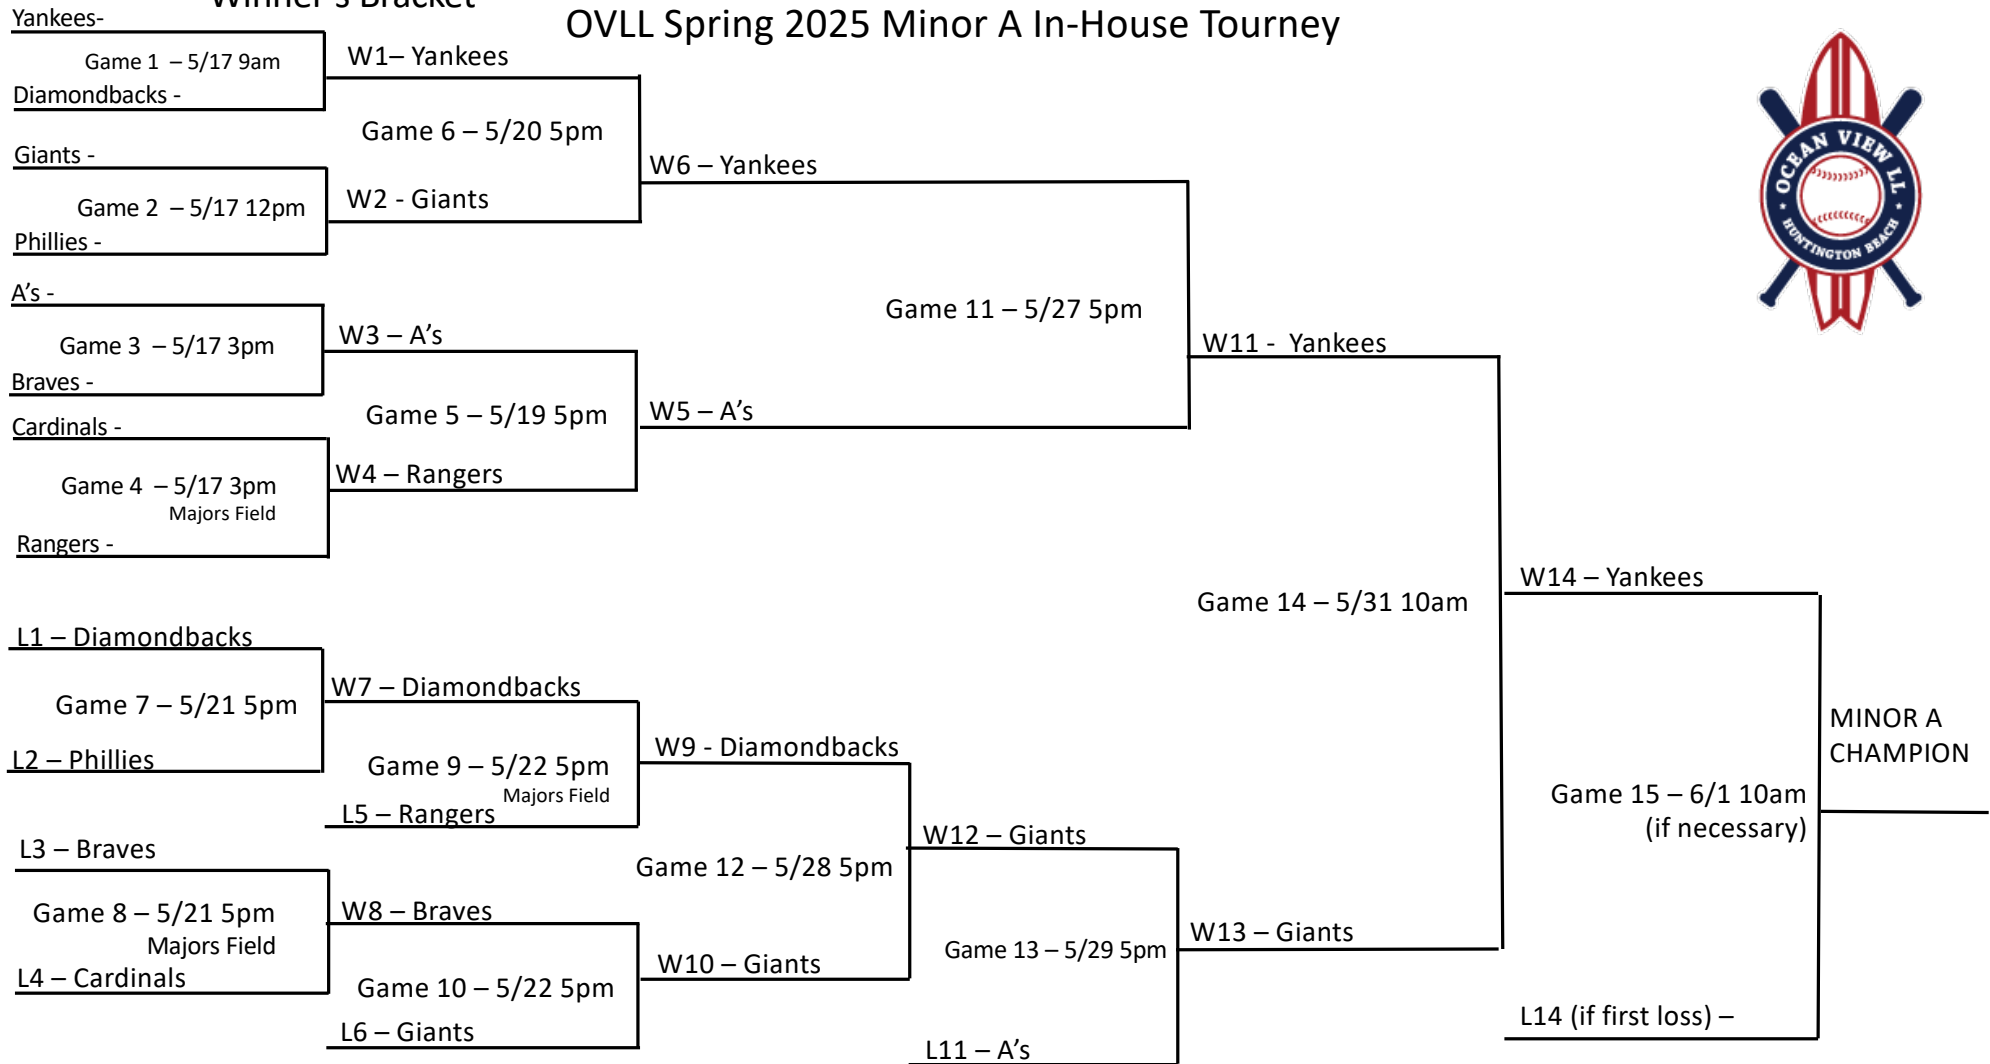 Winner's Bracket
OVLL Spring 2025 Minor A In-House Tourney
Yankees-
Game 1 – 5/17 9am
Diamondbacks -
W1– Yankees
Game 6 – 5/20 5pm
Giants -
Game 2 – 5/17 12pm
Phillies -
W2 - Giants
W6 – Yankees
A's -
Game 3 – 5/17 3pm
Braves -
W3 – A's
Game 5 – 5/19 5pm
Cardinals -
Game 4 – 5/17 3pm
Majors Field
Rangers -
W4 – Rangers
W5 – A's
Game 11 – 5/27 5pm
W11 - Yankees
Game 14 – 5/31 10am
W14 – Yankees
L1 – Diamondbacks
Game 7 – 5/21 5pm
L2 – Phillies
W7 – Diamondbacks
Game 9 – 5/22 5pm
Majors Field
L5 – Rangers
W9 - Diamondbacks
L3 – Braves
Game 8 – 5/21 5pm
Majors Field
L4 – Cardinals
W8 – Braves
Game 10 – 5/22 5pm
L6 – Giants
W10 – Giants
Game 12 – 5/28 5pm
W12 – Giants
Game 13 – 5/29 5pm
L11 – A's
W13 – Giants
Game 15 – 6/1 10am
(if necessary)
L14 (if first loss) –
MINOR A
CHAMPION
OCEAN VIEW LL
HUNTINGTON BEACH